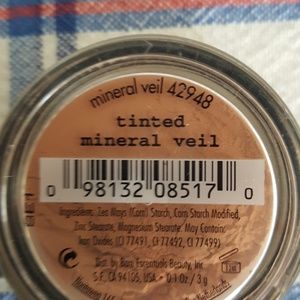 mineral veil 42948
tinted
mineral veil
0 98132 08517 0
Ingredients: Zea Mays (Corn) Starch, Corn Starch Modified,
Zinc Stearate, Magnesium Stearate. May Contain:
Iron Oxides (CI 77491, CI 77492, CI 77499)
Dist. by Bare Escentuals Beauty, Inc.
S.F., CA 94105, USA • 0.1 Oz / 3 g